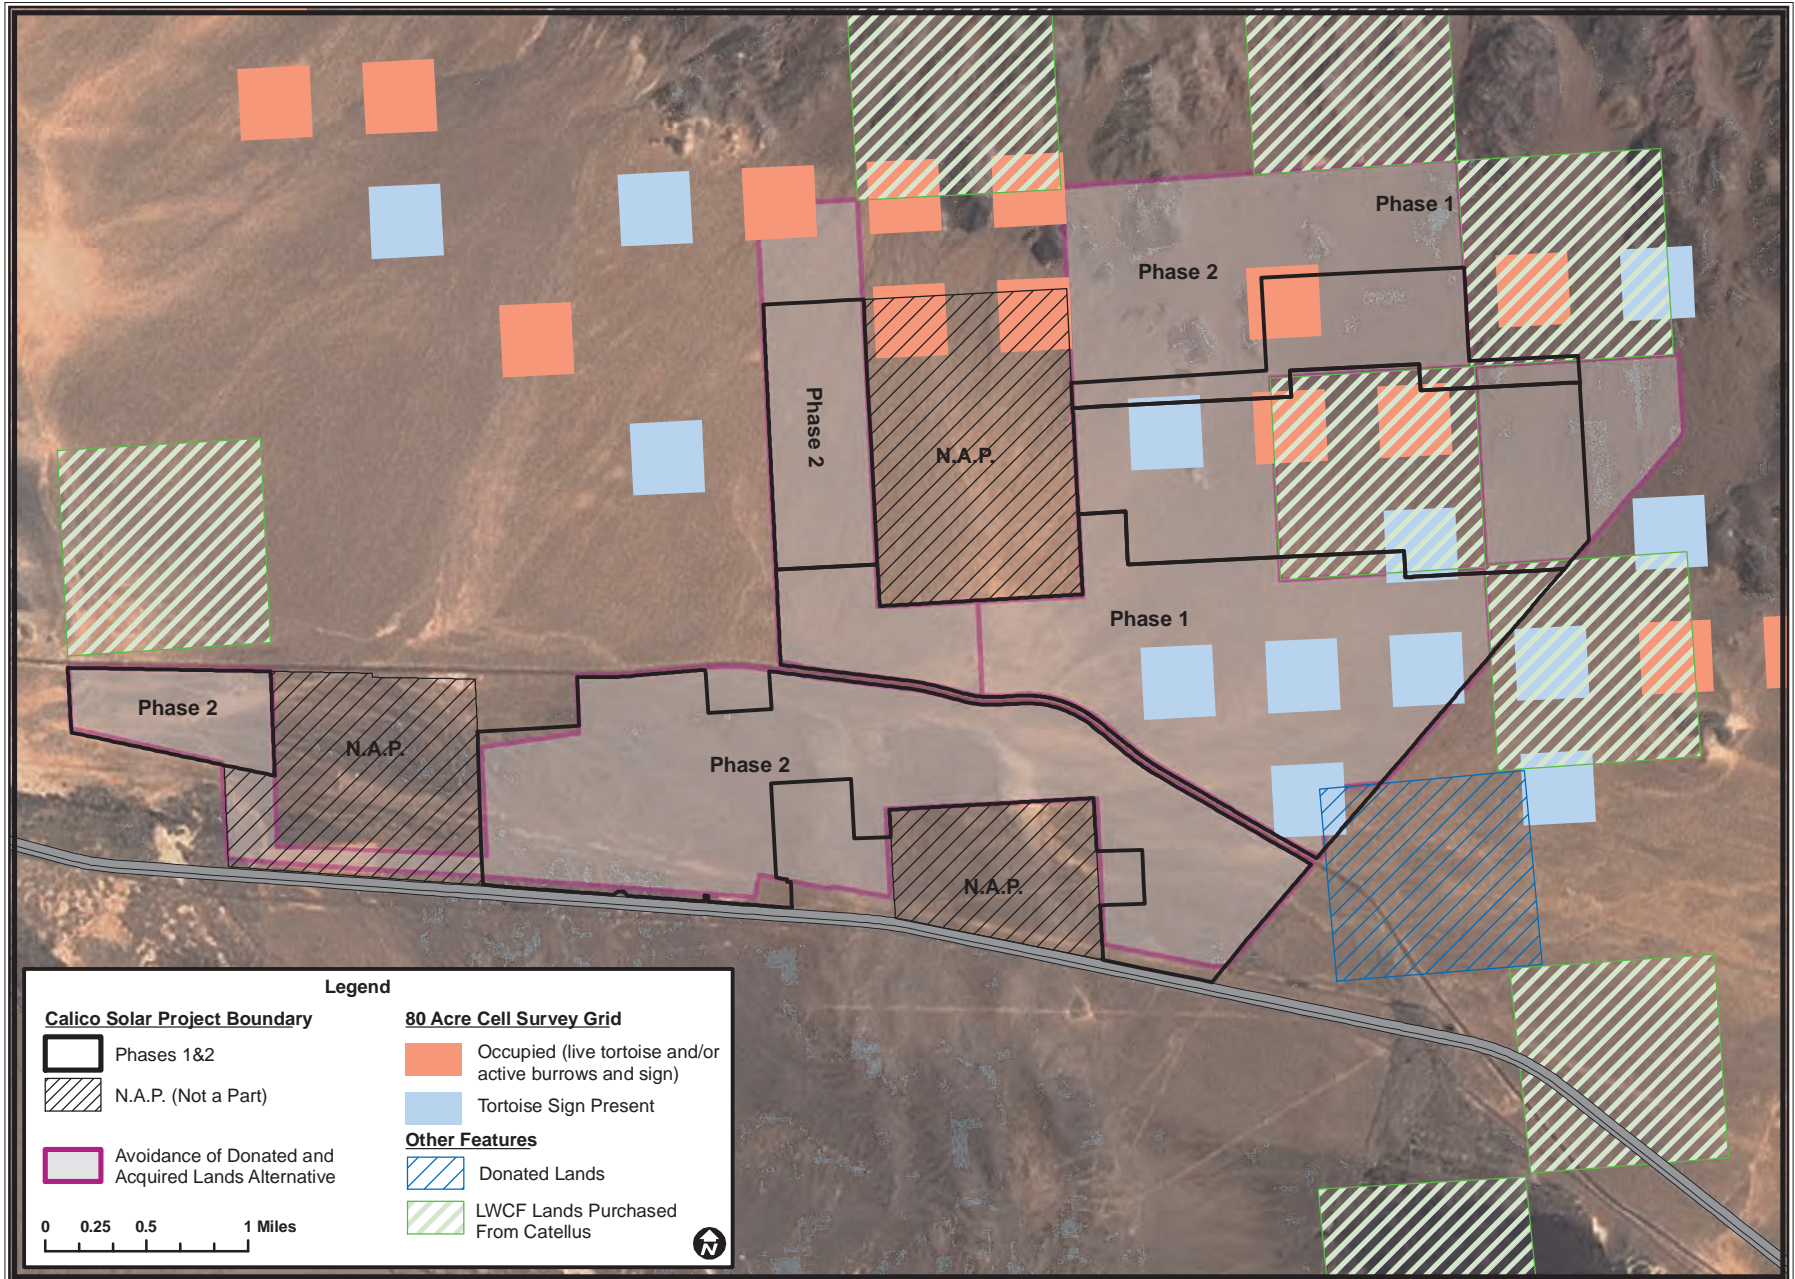 Phase 1
Phase 2
Phase 2
N.A.P.
Phase 1
Phase 2
N.A.P.
Phase 2
N.A.P.
Legend
Calico Solar Project Boundary
Phases 1&2
N.A.P. (Not a Part)
Avoidance of Donated and
Acquired Lands Alternative
0 0.25 0.5 1 Miles
80 Acre Cell Survey Grid
Occupied (live tortoise and/or
active burrows and sign)
Tortoise Sign Present
Other Features
Donated Lands
LWCF Lands Purchased
From Catellus
N